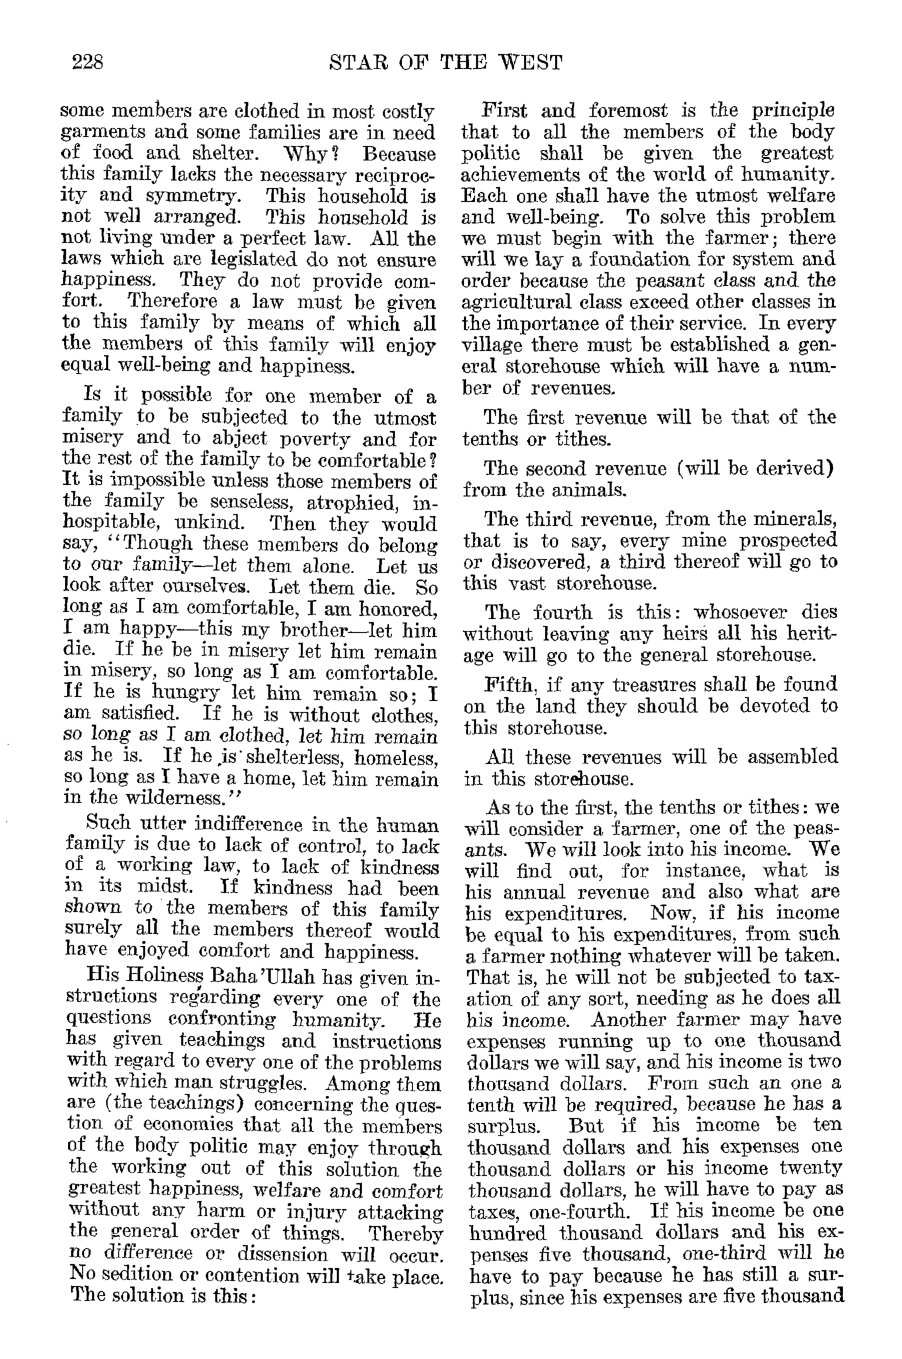 228
STAR OF THE WEST
some members are clothed in most costly
garments and some families are in need
of food and shelter. Why? Because
this family lacks the necessary reciproc-
ity and symmetry. This household is
not well arranged. This household is
not living under a perfect law. All the
laws which are legislated do not ensure
happiness. They do not provide com-
fort. Therefore a law must be given
to this family by means of which all
the members of this family will enjoy
equal well-being and happiness.
Is it possible for one member of a
family to be subjected to the utmost
misery and to abject poverty and for
the rest of the family to be comfortable?
It is impossible unless those members of
the family be senseless, atrophied, in-
hospitable, unkind. Then they would
say, “Though these members do belong
to our family—let them alone. Let us
look after ourselves. Let them die. So
long as I am comfortable, I am honored,
I am happy—this my brother—let him
die. If he be in misery let him remain
in misery, so long as I am comfortable.
If he is hungry let him remain so; I
am satisfied. If he is without clothes,
so long as I am clothed, let him remain
as he is. If he is shelterless, homeless,
so long as I have a home, let him remain
in the wilderness.”
Such utter indifference in the human
family is due to lack of control, to lack
of a working law, to lack of kindness
in its midst. If kindness had been
shown to the members of this family
surely all the members thereof would
have enjoyed comfort and happiness.
His Holiness Baha’Ullah has given in-
structions regarding every one of the
questions confronting humanity. He
has given teachings and instructions
with regard to every one of the problems
with which man struggles. Among them
are (the teachings) concerning the ques-
tion of economics that all the members
of the body politic may enjoy through
the working out of this solution the
greatest happiness, welfare and comfort
without any harm or injury attacking
the general order of things. Thereby
no difference or dissension will occur.
No sedition or contention will take place.
The solution is this:
First and foremost is the principle
that to all the members of the body
politic shall be given the greatest
achievements of the world of humanity.
Each one shall have the utmost welfare
and well-being. To solve this problem
we must begin with the farmer; there
will we lay a foundation for system and
order because the peasant class and the
agricultural class exceed other classes in
the importance of their service. In every
village there must be established a gen-
eral storehouse which will have a num-
ber of revenues.
The first revenue will be that of the
tenths or tithes.
The second revenue (will be derived)
from the animals.
The third revenue, from the minerals,
that is to say, every mine prospected
or discovered, a third thereof will go to
this vast storehouse.
The fourth is this: whosoever dies
without leaving any heirs all his herit-
age will go to the general storehouse.
Fifth, if any treasures shall be found
on the land they should be devoted to
this storehouse.
All these revenues will be assembled
in this storehouse.
As to the first, the tenths or tithes: we
will consider a farmer, one of the peas-
ants. We will look into his income. We
will find out, for instance, what is
his annual revenue and also what are
his expenditures. Now, if his income
be equal to his expenditures, from such
a farmer nothing whatever will be taken.
That is, he will not be subjected to tax-
ation of any sort, needing as he does all
his income. Another farmer may have
expenses running up to one thousand
dollars we will say, and his income is two
thousand dollars. From such an one a
tenth will be required, because he has a
surplus. But if his income be ten
thousand dollars and his expenses one
thousand dollars or his income twenty
thousand dollars, he will have to pay as
taxes, one-fourth. If his income be one
hundred thousand dollars and his ex-
penses five thousand, one-third will he
have to pay because he has still a sur-
plus, since his expenses are five thousand